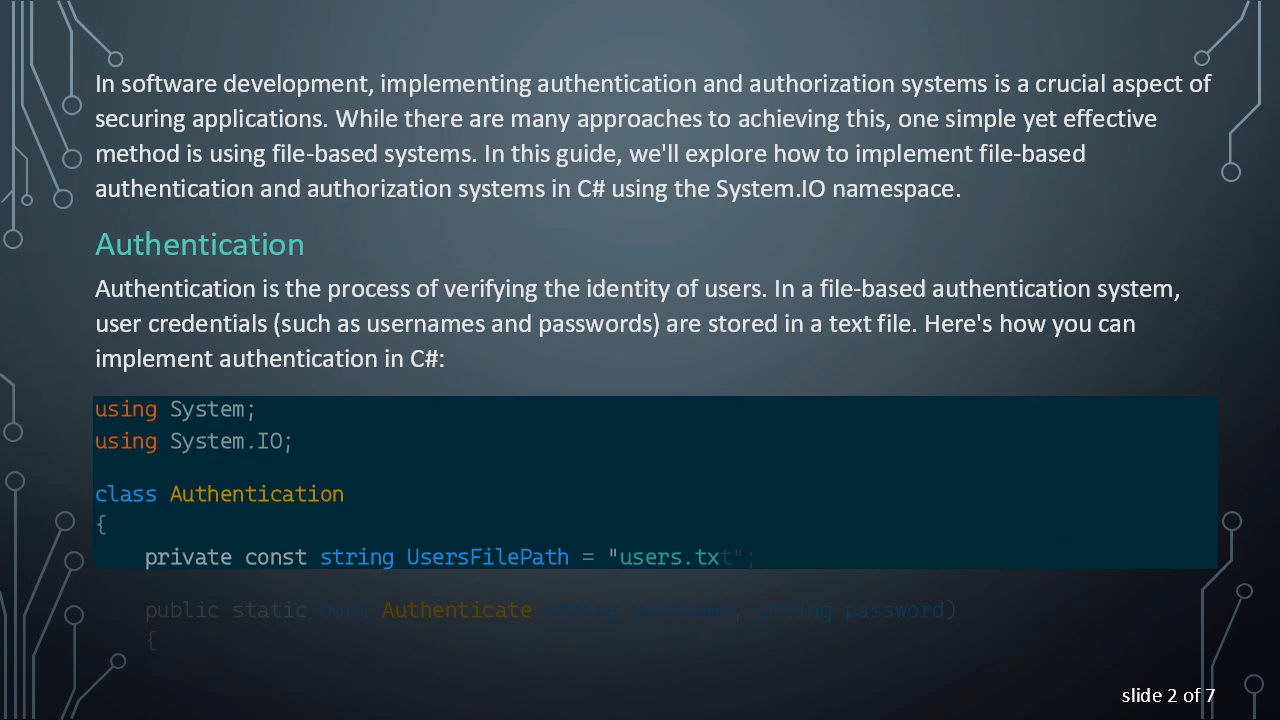 In software development, implementing authentication and authorization systems is a crucial aspect of
securing applications. While there are many approaches to achieving this, one simple yet effective
method is using file-based systems. In this guide, we'll explore how to implement file-based
authentication and authorization systems in C# using the System.IO namespace.
Authentication
Authentication is the process of verifying the identity of users. In a file-based authentication system,
user credentials (such as usernames and passwords) are stored in a text file. Here's how you can
implement authentication in C#:
using System;
using System.IO;
class Authentication
{
    private const string UsersFilePath = "users.txt";
    public static bool Authenticate(string username, string password)
    {
slide 2 of 7